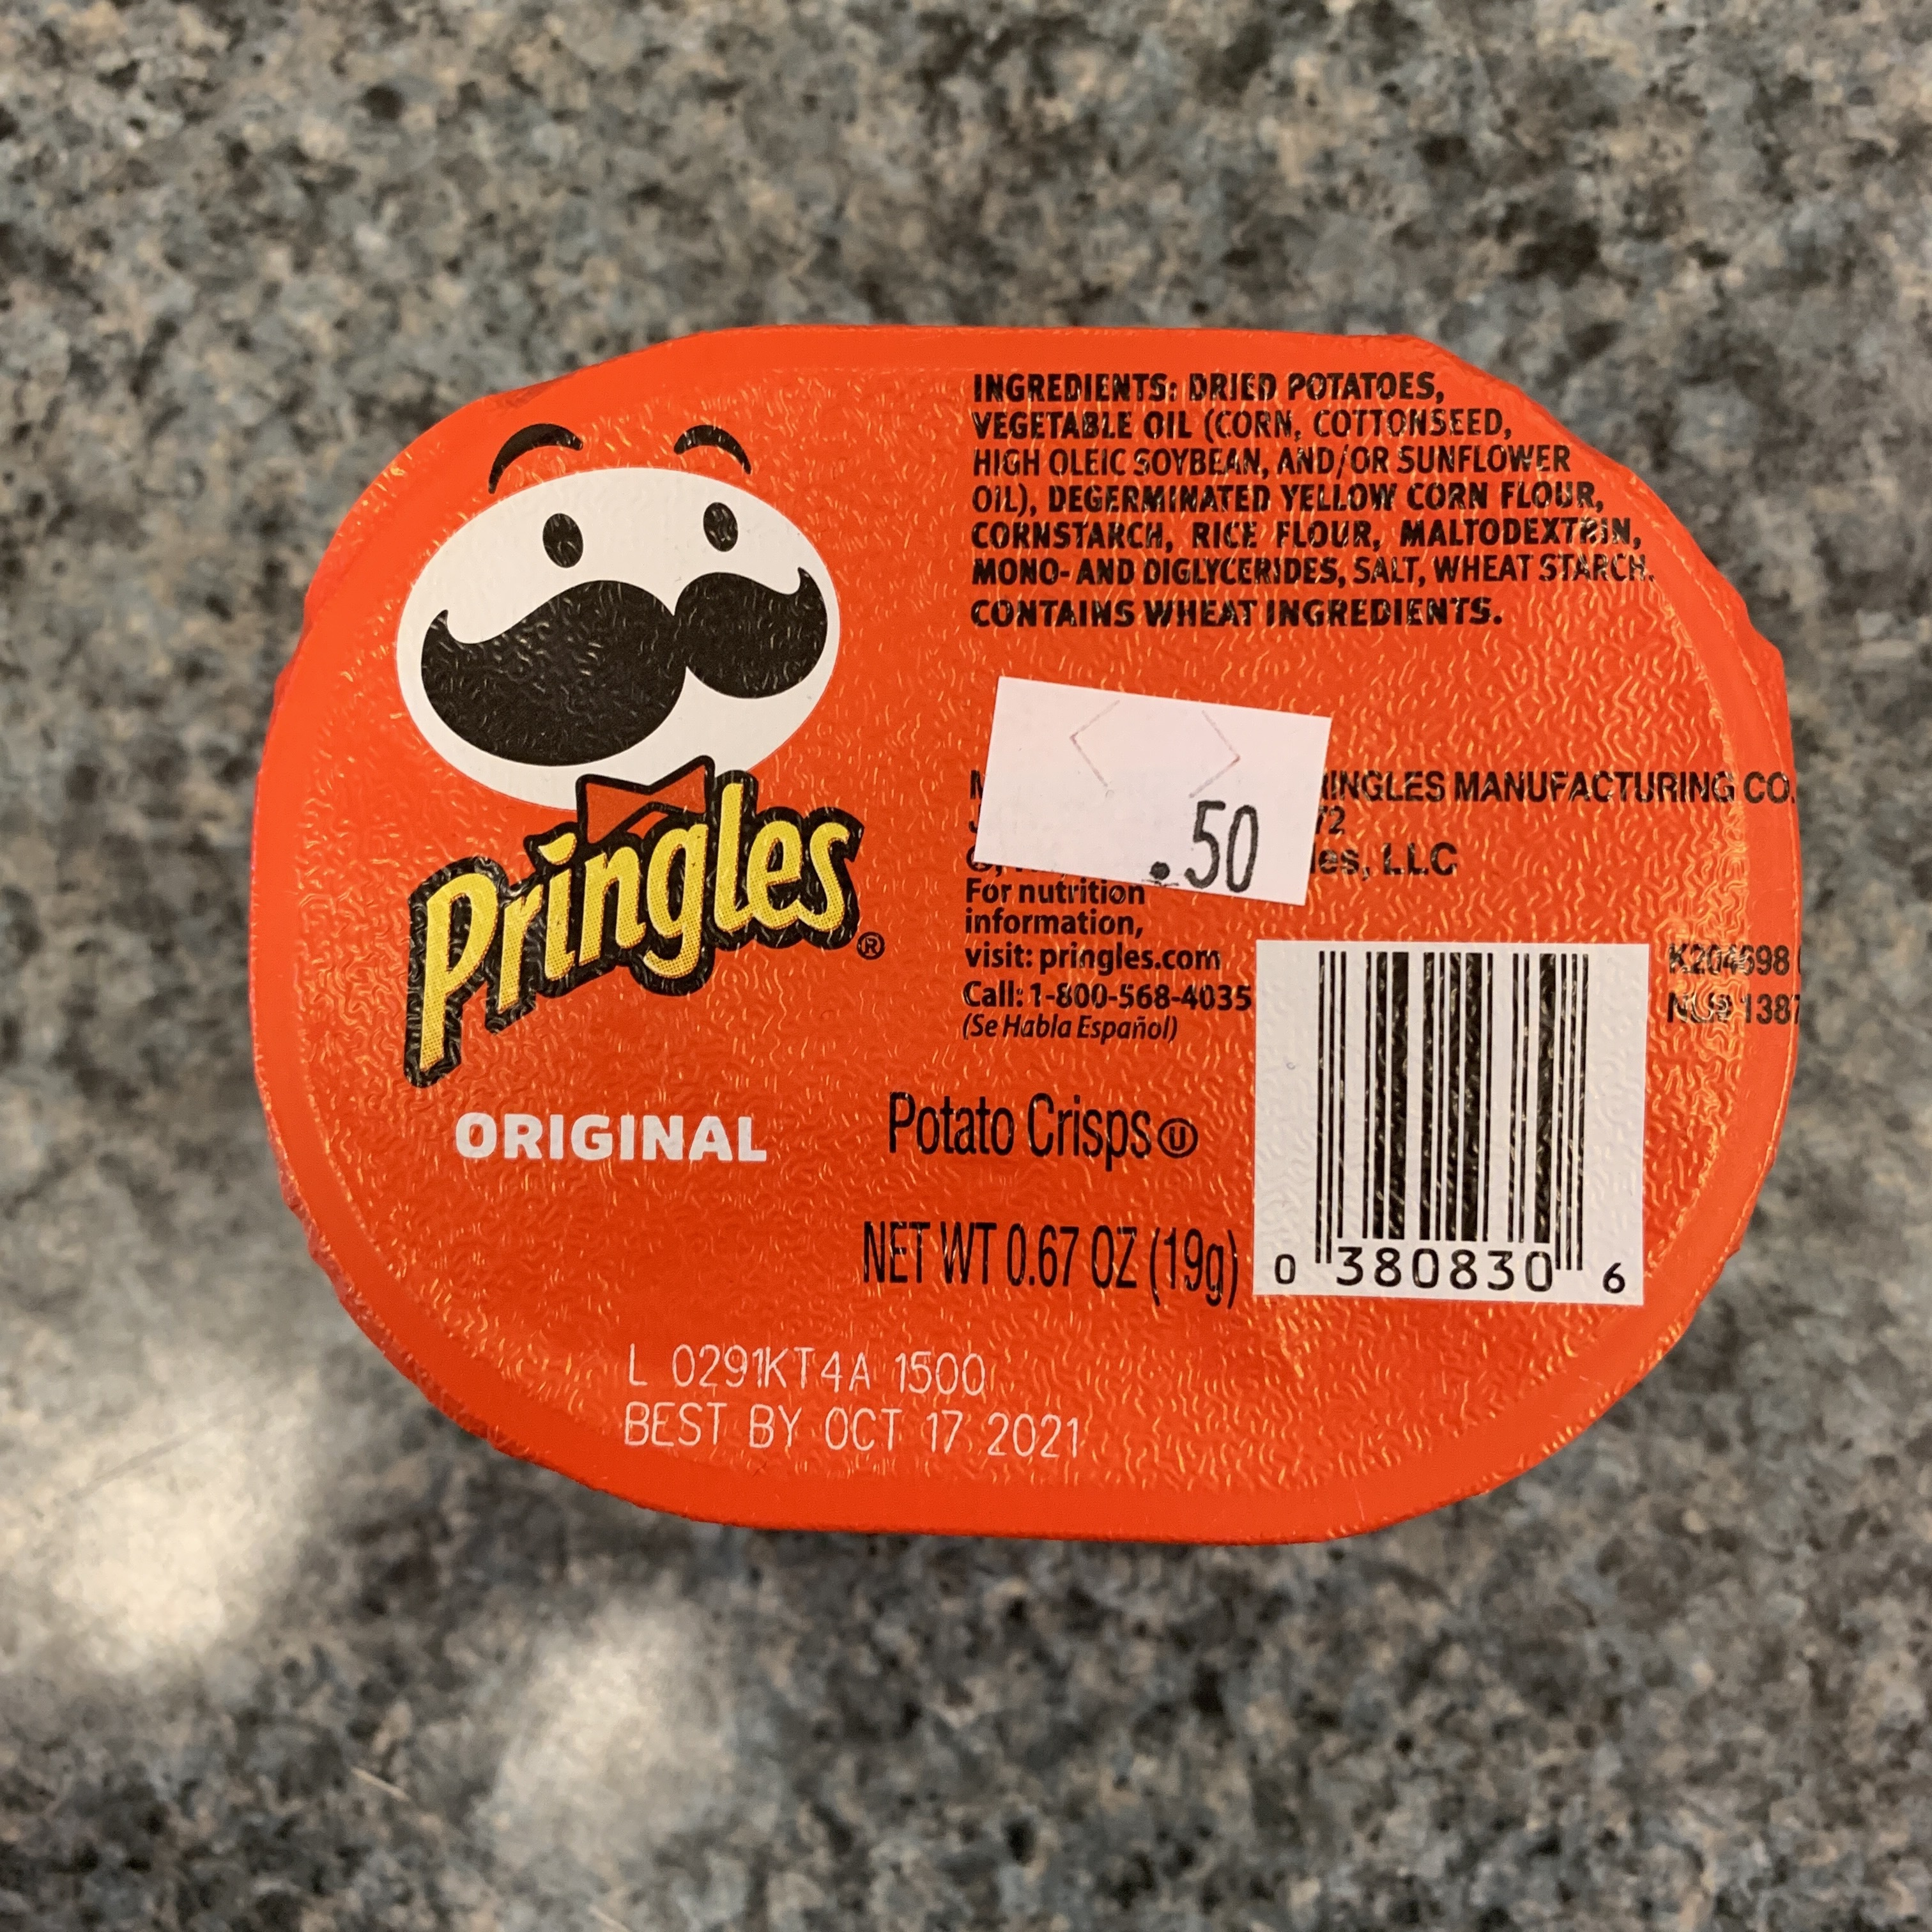 INGREDIENTS: DRIED POTATOES,
VEGETABLE OIL (CORN, COTTONSEED,
HIGH OLEIC SOYBEAN, AND/OR SUNFLOWER
OIL), DEGERMINATED YELLOW CORN FLOUR,
CORNSTARCH, RICE FLOUR, MALTODEXTRIN,
MONO- AND DIGLYCERIDES, SALT, WHEAT STARCH.
CONTAINS WHEAT INGREDIENTS.
Pringles®
ORIGINAL
.50
MANUFACTURING CO.
LLC
For nutrition
information,
visit: pringles.com
Call: 1-800-568-4035
(Se Habla Español)
Potato Crisps Ⓤ
NET WT 0.67 OZ (19g)
0 380830 6
L 0291KT4A 1500
BEST BY OCT 17 2021